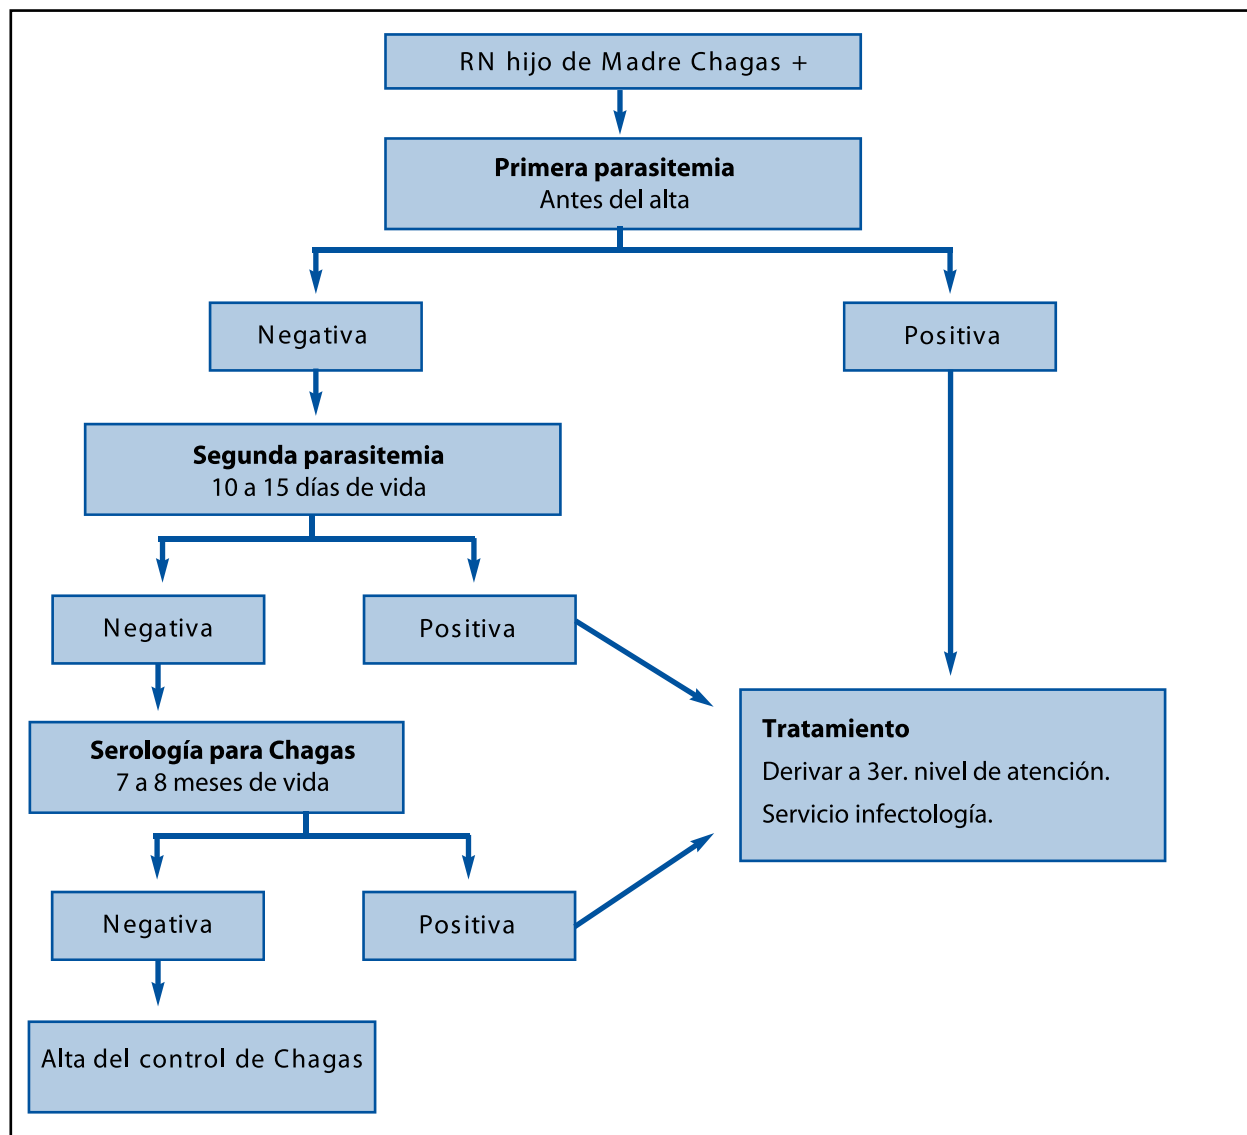 RN hijo de Madre Chagas +
Primera parasitemia
Antes del alta
Negativa
Positiva
Segunda parasitemia
10 a 15 días de vida
Negativa
Positiva
Serología para Chagas
7 a 8 meses de vida
Tratamiento
Derivar a 3er. nivel de atención.
Servicio infectología.
Negativa
Positiva
Alta del control de Chagas